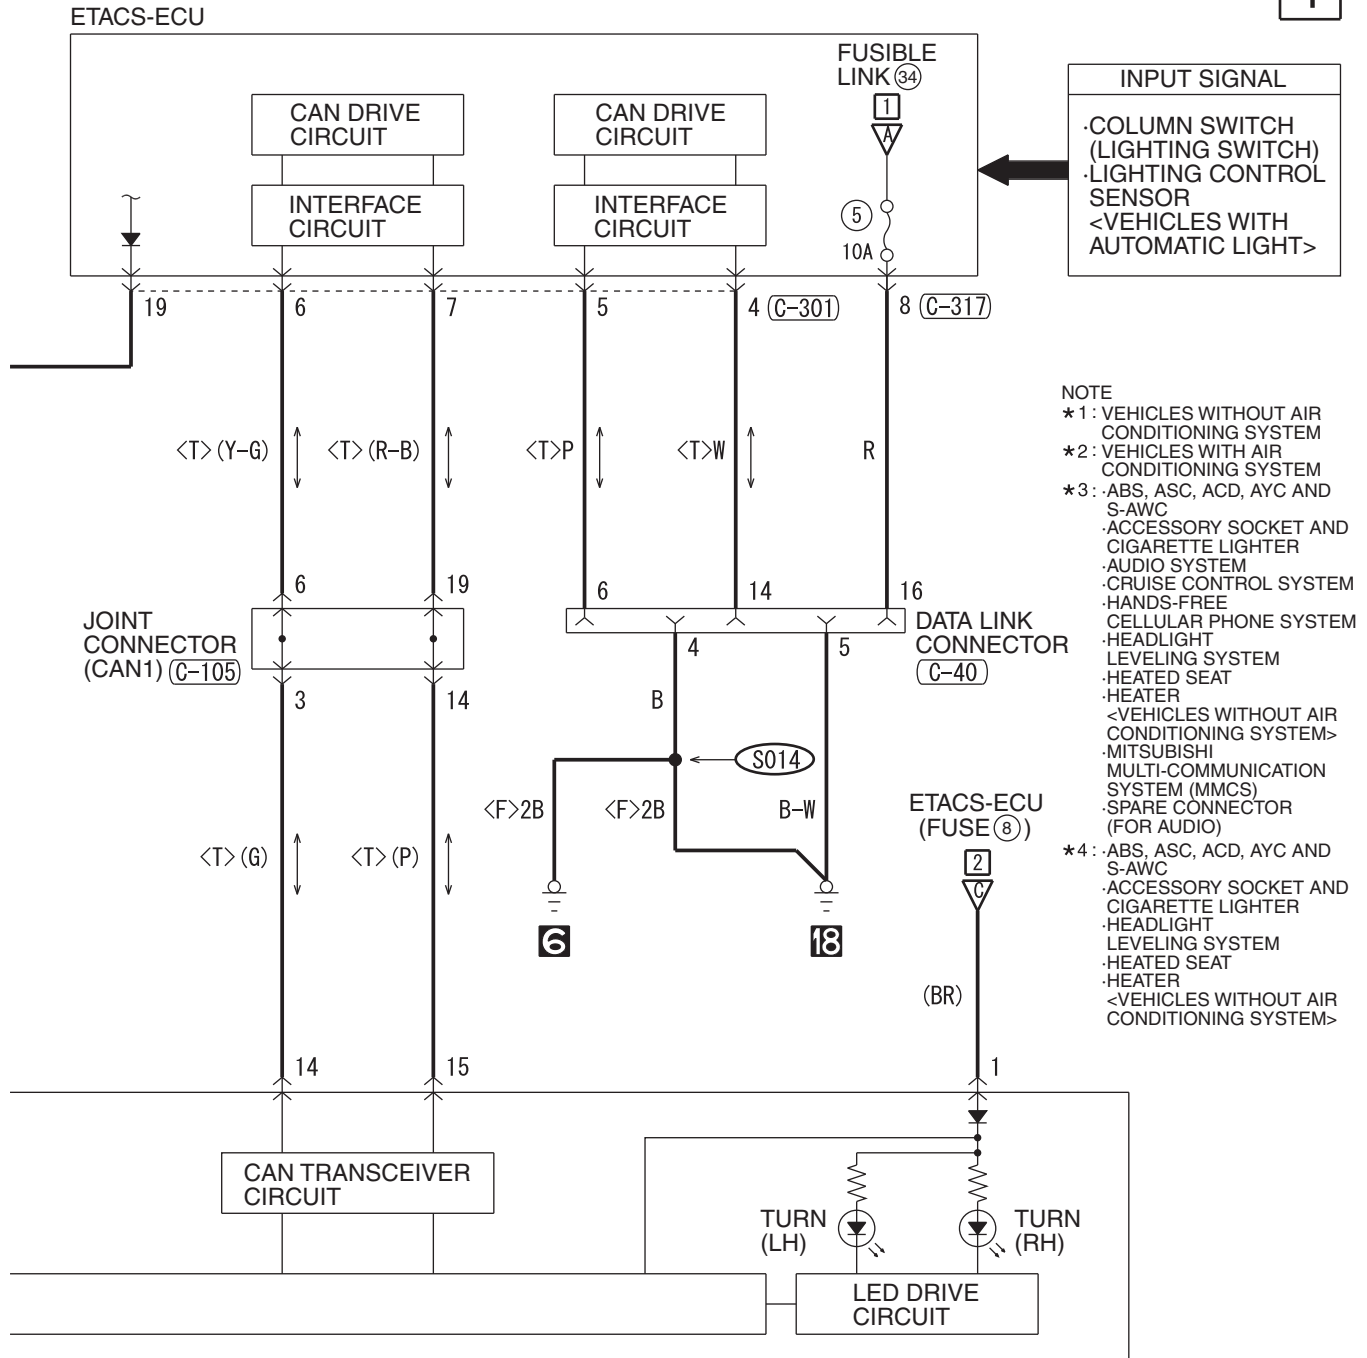 ETACS-ECU
FUSIBLE
LINK 34
1
A
CAN DRIVE
CIRCUIT
CAN DRIVE
CIRCUIT
INTERFACE
CIRCUIT
INTERFACE
CIRCUIT
5
10A
INPUT SIGNAL
·COLUMN SWITCH
(LIGHTING SWITCH)
·LIGHTING CONTROL
SENSOR
<VEHICLES WITH
AUTOMATIC LIGHT>
19 6 7 5 4 C-301 8 C-317
<T>(Y-G) <T>(R-B) <T>P <T>W R
6 19 6 14 16
JOINT
CONNECTOR
(CAN1) C-105
DATA LINK
CONNECTOR
C-40
4 5
3 14
B
S014
<F>2B <F>2B B-W
<T>(G) <T>(P)
6 18
ETACS-ECU
(FUSE 8)
2
C
(BR)
NOTE
*1: VEHICLES WITHOUT AIR
CONDITIONING SYSTEM
*2: VEHICLES WITH AIR
CONDITIONING SYSTEM
*3: ·ABS, ASC, ACD, AYC AND
S-AWC
·ACCESSORY SOCKET AND
CIGARETTE LIGHTER
·AUDIO SYSTEM
·CRUISE CONTROL SYSTEM
·HANDS-FREE
CELLULAR PHONE SYSTEM
·HEADLIGHT
LEVELING SYSTEM
·HEATED SEAT
·HEATER
<VEHICLES WITHOUT AIR
CONDITIONING SYSTEM>
·MITSUBISHI
MULTI-COMMUNICATION
SYSTEM (MMCS)
·SPARE CONNECTOR
(FOR AUDIO)
*4: ·ABS, ASC, ACD, AYC AND
S-AWC
·ACCESSORY SOCKET AND
CIGARETTE LIGHTER
·HEADLIGHT
LEVELING SYSTEM
·HEATED SEAT
·HEATER
<VEHICLES WITHOUT AIR
CONDITIONING SYSTEM>
14 15 1
CAN TRANSCEIVER
CIRCUIT
TURN
(LH)
TURN
(RH)
LED DRIVE
CIRCUIT